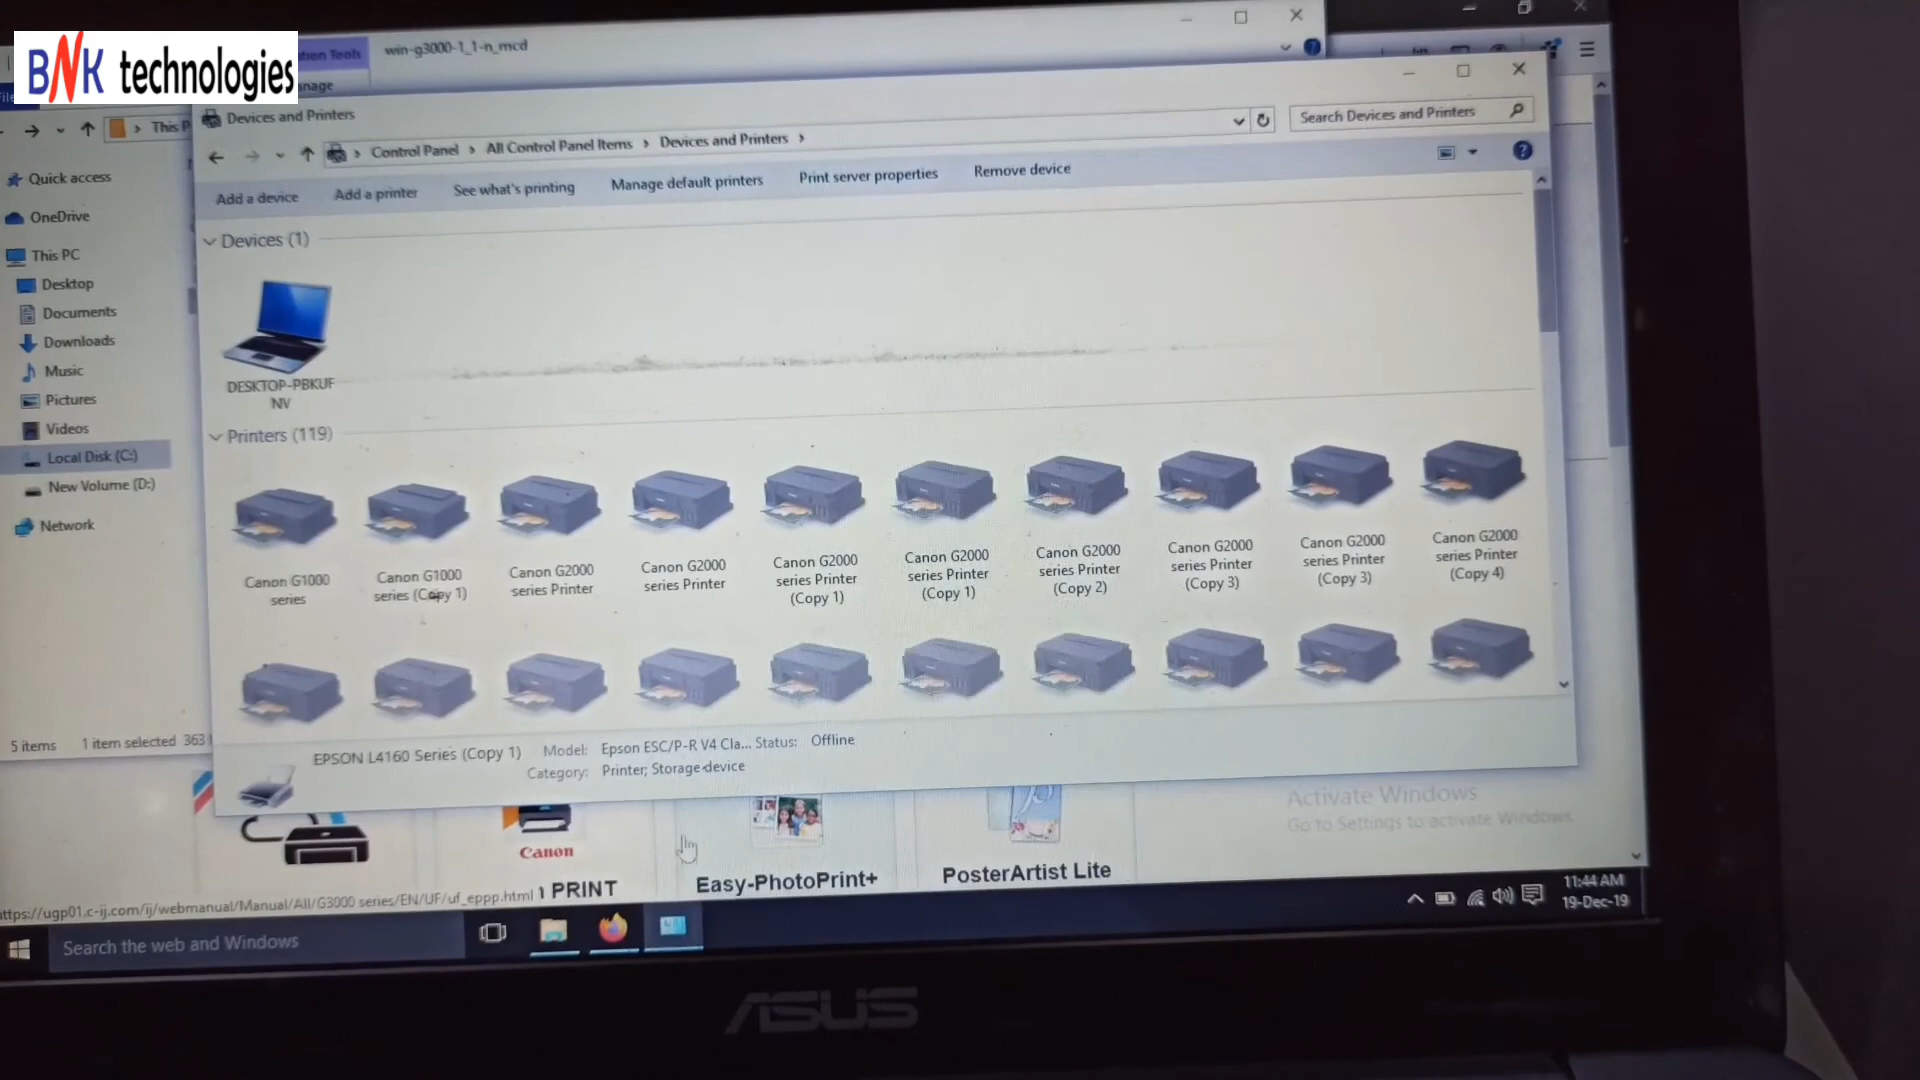 BNK technologies
tion Tools
win-g3000-1_1-n_mcd
Devices and Printers
This P
Control Panel › All Control Panel Items › Devices and Printers ›
Search Devices and Printers
Add a device
Add a printer
See what's printing
Manage default printers
Print server properties
Remove device
Quick access
OneDrive
This PC
Desktop
Documents
Downloads
Music
Pictures
Videos
Local Disk (C:)
New Volume (D:)
Network
5 items
1 item selected 363
Devices (1)
DESKTOP-PBKUF
NV
Printers (119)
Canon G1000
series
Canon G1000
series (Copy 1)
Canon G2000
series Printer
Canon G2000
series Printer
Canon G2000
series Printer
(Copy 1)
Canon G2000
series Printer
(Copy 1)
Canon G2000
series Printer
(Copy 2)
Canon G2000
series Printer
(Copy 3)
Canon G2000
series Printer
(Copy 3)
Canon G2000
series Printer
(Copy 4)
EPSON L4160 Series (Copy 1)
Model: Epson ESC/P-R V4 Cla...
Status: Offline
Category: Printer; Storage device
Activate Windows
Go to Settings to activate Windows.
Canon
PRINT
Easy-PhotoPrint+
PosterArtist Lite
ttps://ugp01.c-ij.com/ij/webmanual/Manual/All/G3000 series/EN/UF/uf_eppp.html
Search the web and Windows
11:44 AM
19-Dec-19
ASUS